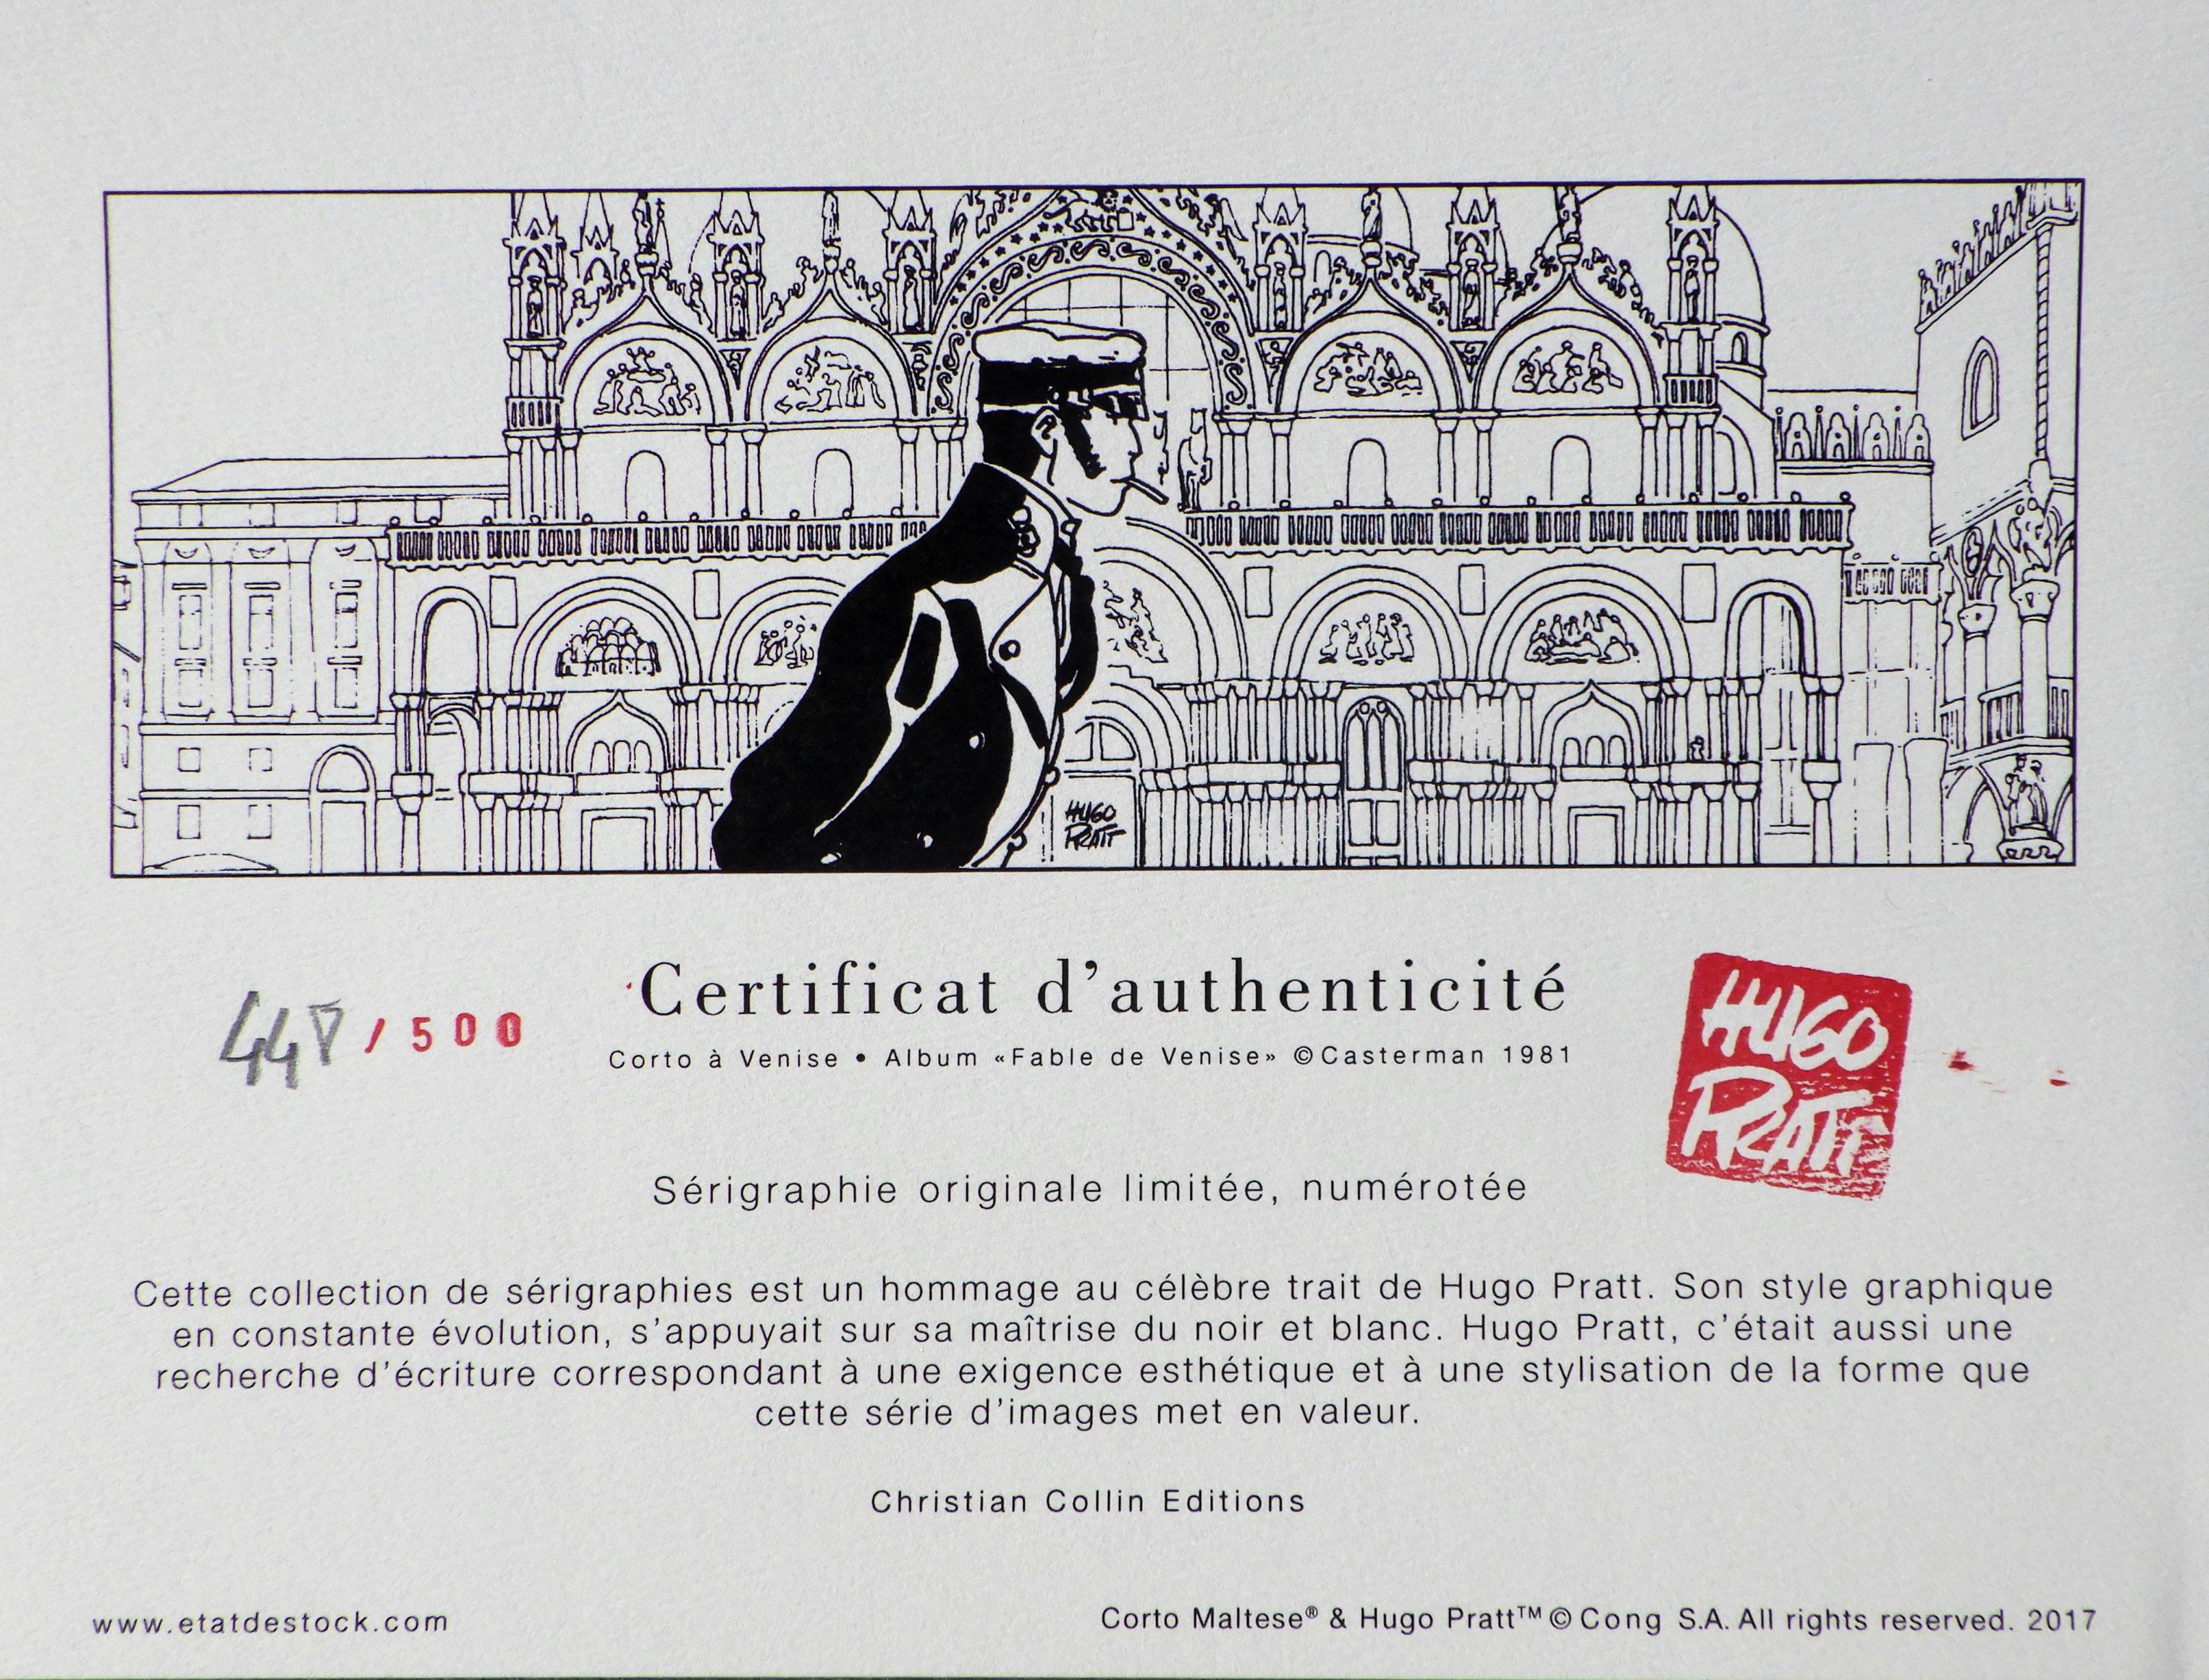 HUGO
PRATT
448 / 500
Certificat d’authenticité
Corto à Venise • Album «Fable de Venise» ©Casterman 1981
HUGO
PRATT
Sérigraphie originale limitée, numérotée
Cette collection de sérigraphies est un hommage au célèbre trait de Hugo Pratt. Son style graphique
en constante évolution, s’appuyait sur sa maîtrise du noir et blanc. Hugo Pratt, c’était aussi une
recherche d’écriture correspondant à une exigence esthétique et à une stylisation de la forme que
cette série d’images met en valeur.
Christian Collin Editions
www.etatdestock.com
Corto Maltese® & Hugo Pratt™ © Cong S.A. All rights reserved. 2017